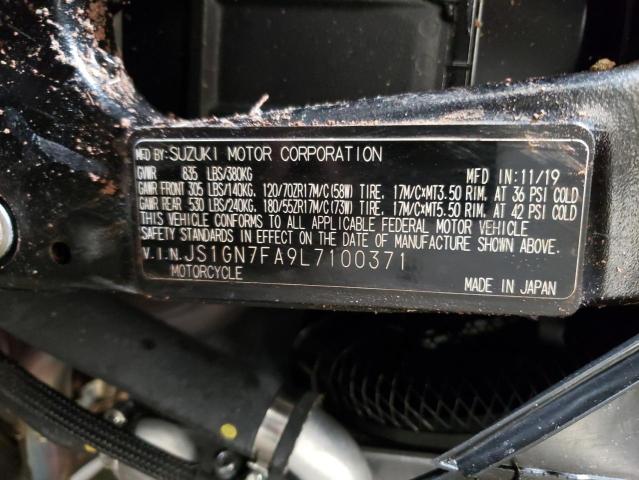 MFD BY:SUZUKI MOTOR CORPORATION
GVWR 835 LBS/380KG MFD IN:11/19
GAWR FRONT 305 LBS/140KG, 120/70ZR17M/C(58W) TIRE, 17M/C×MT3.50 RIM, AT 36 PSI COLD
GAWR REAR 530 LBS/240KG, 180/55ZR17M/C(73W) TIRE, 17M/C×MT5.50 RIM, AT 42 PSI COLD
THIS VEHICLE CONFORMS TO ALL APPLICABLE FEDERAL MOTOR VEHICLE
SAFETY STANDARDS IN EFFECT ON THE DATE OF MANUFACTURE SHOWN ABOVE.
V.I.N.JS1GN7FA9L7100371
MOTORCYCLE MADE IN JAPAN